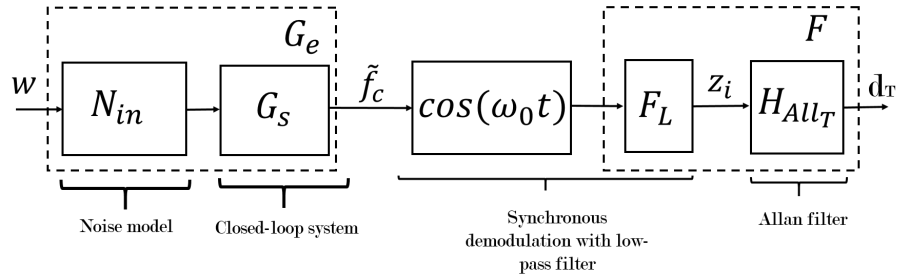 G_e
F
w
N_in
G_s
f̃_c
cos(ω_0t)
F_L
z_i
H_All_T
d_T
Noise model
Closed-loop system
Synchronous
demodulation with low-
pass filter
Allan filter